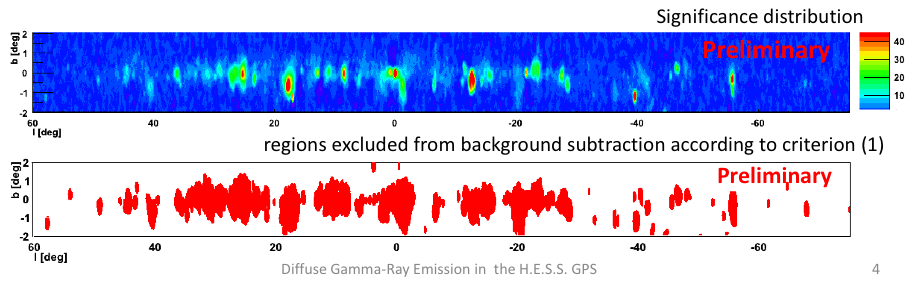 Significance distribution
Preliminary
b [deg]
2
1
0
-1
-2
60 40 20 0 -20 -40 -60
l [deg]
40
30
20
10
regions excluded from background subtraction according to criterion (1)
Preliminary
b [deg]
2
1
0
-1
-2
60 40 20 0 -20 -40 -60
l [deg]
Diffuse Gamma-Ray Emission in the H.E.S.S. GPS 4